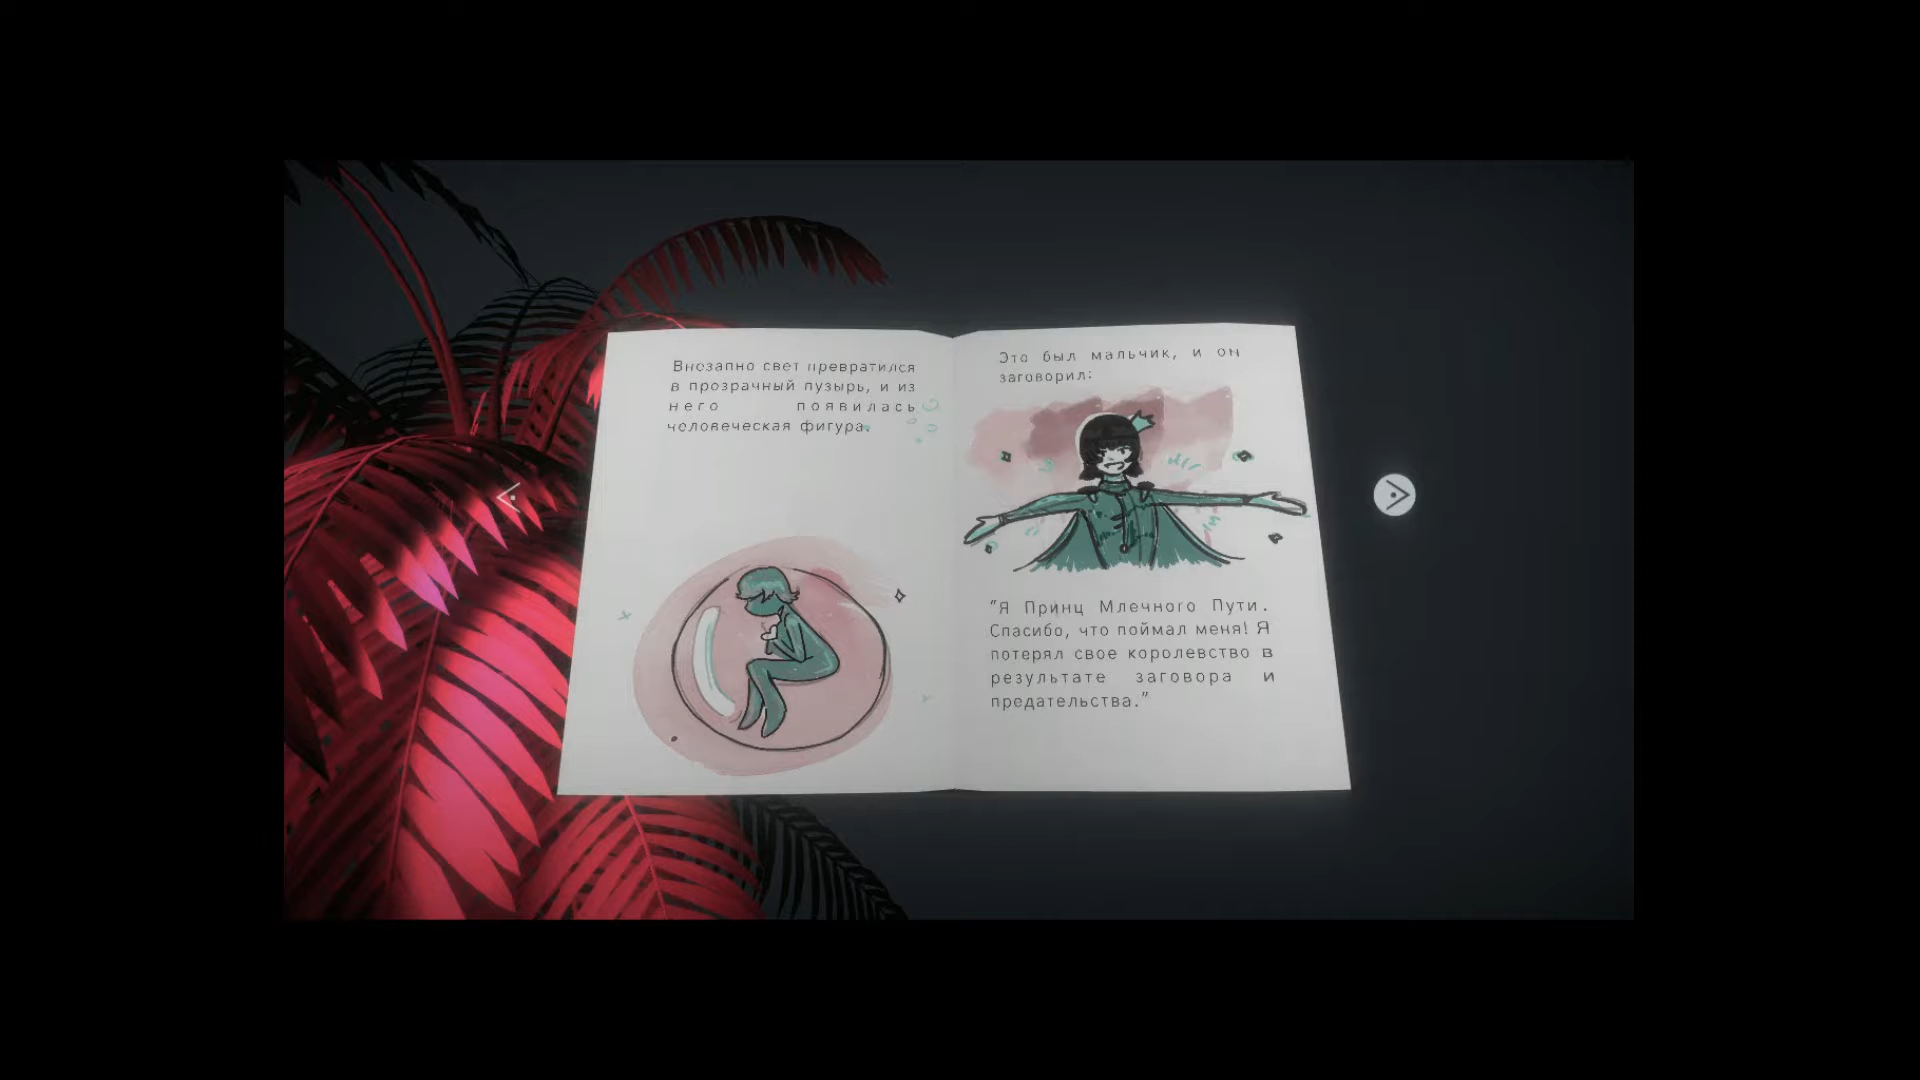 Внезапно свет превратился
в прозрачный пузырь, и из
него появилась
человеческая фигура.
Это был мальчик, и он
заговорил:
"Я Принц Млечного Пути.
Спасибо, что поймал меня! Я
потерял свое королевство в
результате заговора и
предательства."